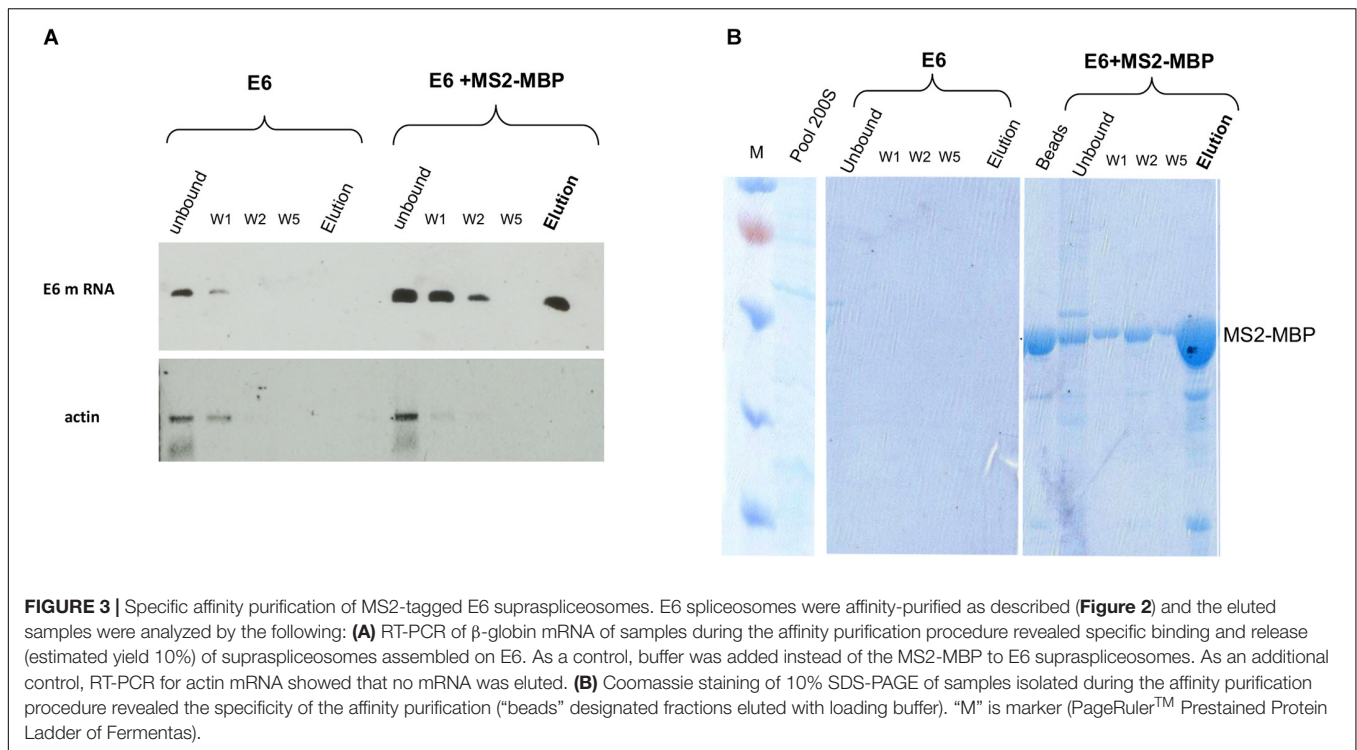 A
E6
E6 +MS2-MBP
unbound
W1
W2
W5
Elution
unbound
W1
W2
W5
Elution
E6 m RNA
actin
B
E6
E6+MS2-MBP
M
Pool 200S
Unbound
W1
W2
W5
Elution
Beads
Unbound
W1
W2
W5
Elution
MS2-MBP
FIGURE 3 | Specific affinity purification of MS2-tagged E6 supraspliceosomes. E6 spliceosomes were affinity-purified as described (Figure 2) and the eluted
samples were analyzed by the following: (A) RT-PCR of β-globin mRNA of samples during the affinity purification procedure revealed specific binding and release
(estimated yield 10%) of supraspliceosomes assembled on E6. As a control, buffer was added instead of the MS2-MBP to E6 supraspliceosomes. As an additional
control, RT-PCR for actin mRNA showed that no mRNA was eluted. (B) Coomassie staining of 10% SDS-PAGE of samples isolated during the affinity purification
procedure revealed the specificity of the affinity purification (“beads” designated fractions eluted with loading buffer). “M” is marker (PageRuler™ Prestained Protein
Ladder of Fermentas).